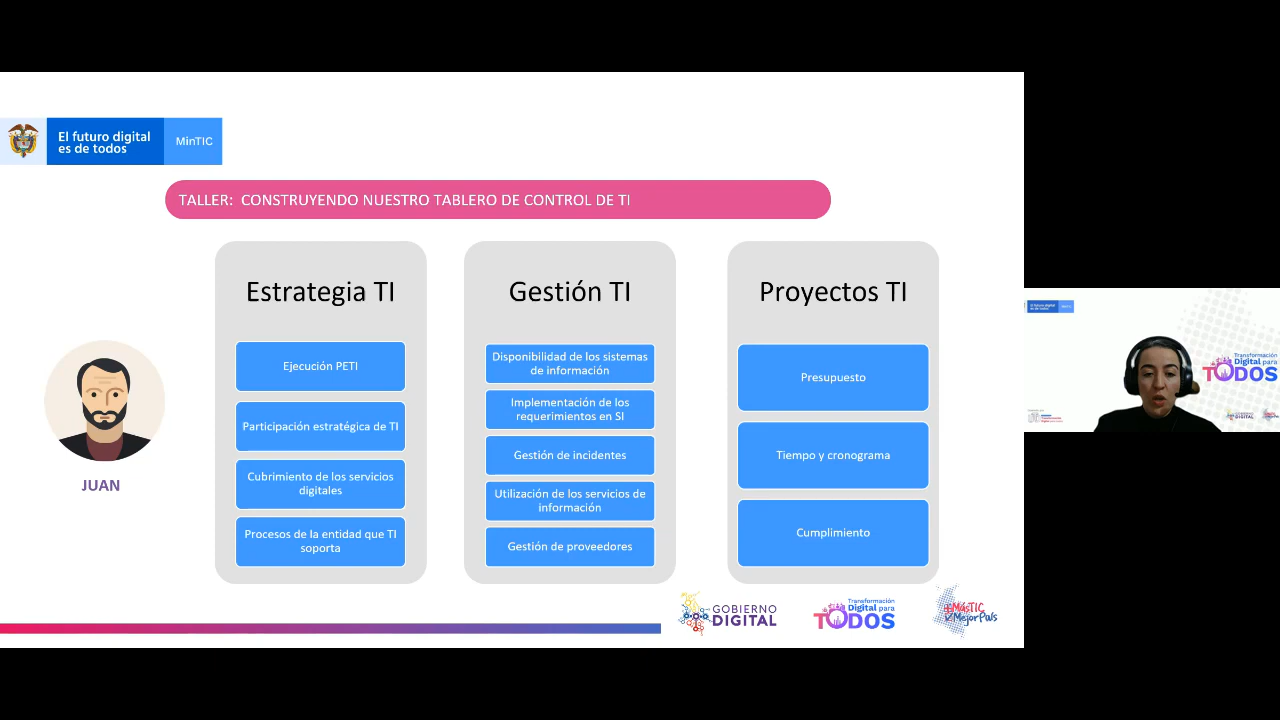 El futuro digital
es de todos
MinTIC
TALLER: CONSTRUYENDO NUESTRO TABLERO DE CONTROL DE TI
Estrategia TI
Ejecución PETI
Participación estratégica de TI
Cubrimiento de los servicios
digitales
Procesos de la entidad que TI
soporta
Gestión TI
Disponibilidad de los sistemas
de información
Implementación de los
requerimientos en SI
Gestión de incidentes
Utilización de los servicios de
información
Gestión de proveedores
Proyectos TI
Presupuesto
Tiempo y cronograma
Cumplimiento
JUAN
GOBIERNO
DIGITAL
Transformación
Digital para
TODOS
+MásTIC
+MejorPaís
Transformación
Digital para
TODOS